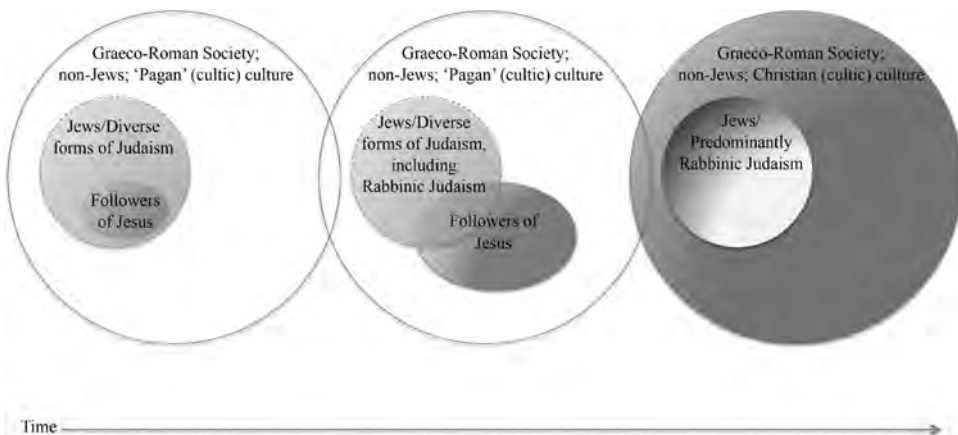 Graeco-Roman Society;
non-Jews; ‘Pagan’ (cultic) culture
Jews/Diverse
forms of Judaism
Followers
of Jesus
Graeco-Roman Society;
non-Jews; ‘Pagan’ (cultic) culture
Jews/Diverse
forms of Judaism,
including
Rabbinic Judaism
Followers of
Jesus
Graeco-Roman Society;
non-Jews; Christian (cultic) culture
Jews/
Predominantly
Rabbinic Judaism
Time